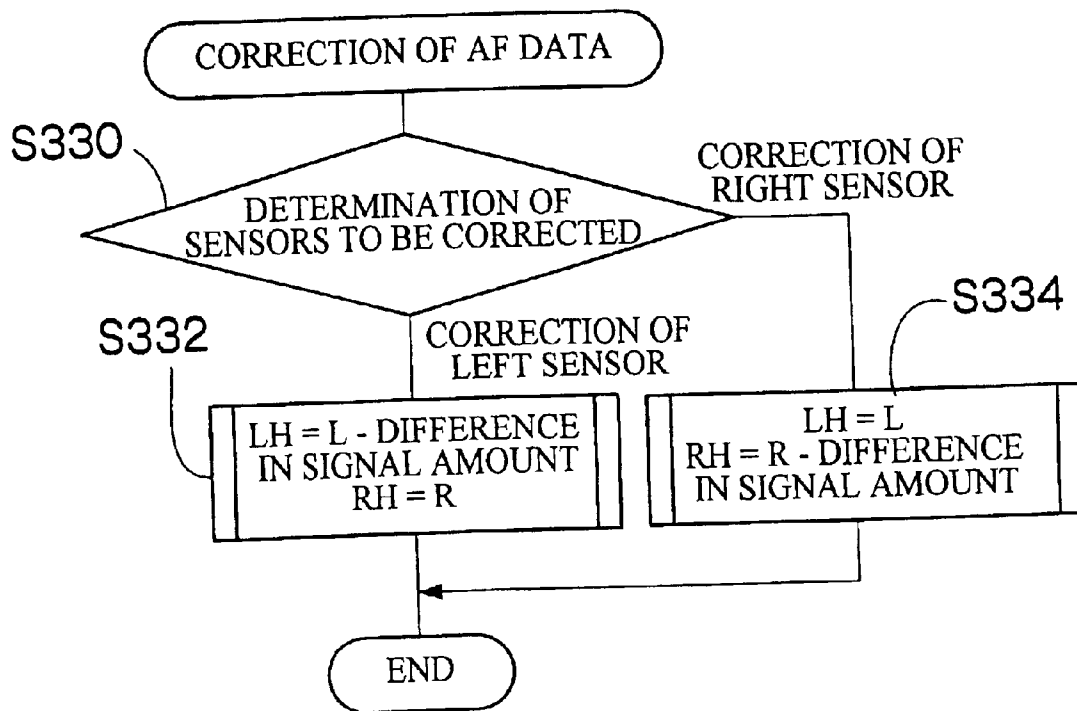 CORRECTION OF AF DATA
S330
DETERMINATION OF
SENSORS TO BE CORRECTED
CORRECTION OF
RIGHT SENSOR
S332
CORRECTION OF
LEFT SENSOR
S334
LH = L - DIFFERENCE
IN SIGNAL AMOUNT
RH = R
LH = L
RH = R - DIFFERENCE
IN SIGNAL AMOUNT
END